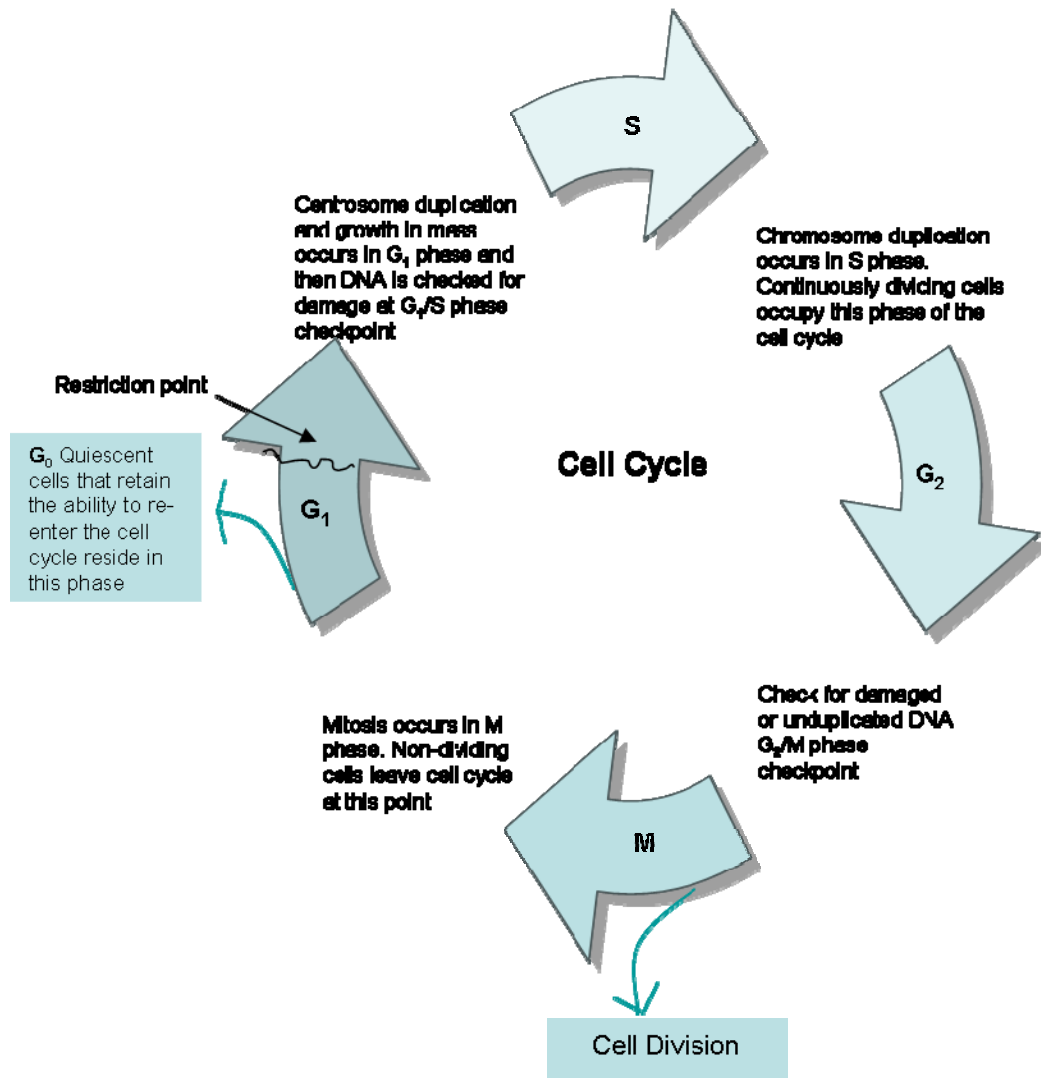 S
Centrosome duplication
and growth in mass
occurs in G₁ phase and
then DNA is checked for
damage at G₁/S phase
checkpoint
Chromosome duplication
occurs in S phase.
Continuously dividing cells
occupy this phase of the
cell cycle
Restriction point
G₀ Quiescent
cells that retain
the ability to re-
enter the cell
cycle reside in
this phase
G₁
Cell Cycle
G₂
Mitosis occurs in M
phase. Non-dividing
cells leave cell cycle
at this point
Check for damaged
or unduplicated DNA
G₂/M phase
checkpoint
M
Cell Division